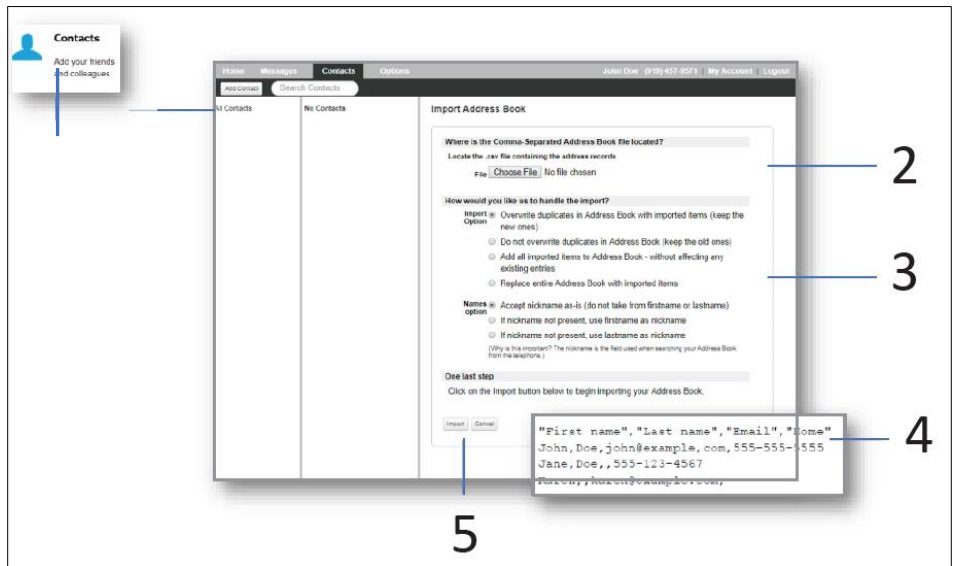 Contacts
Add your friends
and colleagues
Home Messages Contacts Options John Doe (919) 457-9571 My Account Logout
Add Contact Search Contacts
All Contacts
No Contacts
Import Address Book
Where is the Comma-Separated Address Book file located?
Locate the .csv file containing the address records
File Choose File No file chosen
2
How would you like us to handle the import?
Import Option
Overwrite duplicates in Address Book with imported items (keep the
new ones)
Do not overwrite duplicates in Address Book (keep the old ones)
Add all imported items to Address Book - without affecting any
existing entries
Replace entire Address Book with imported items
3
Names option
Accept nickname as-is (do not take from firstname or lastname)
If nickname not present, use firstname as nickname
If nickname not present, use lastname as nickname
(Why is this important? The nickname is the field used when searching your Address Book
from the telephone.)
One last step
Click on the Import button below to begin importing your Address Book.
Import Cancel
"First name","Last name","Email","Home"
John,Doe,john@example,com,555-555-5555
Jane,Doe,,555-123-4567
Karen,,karen@example.com,
4
5